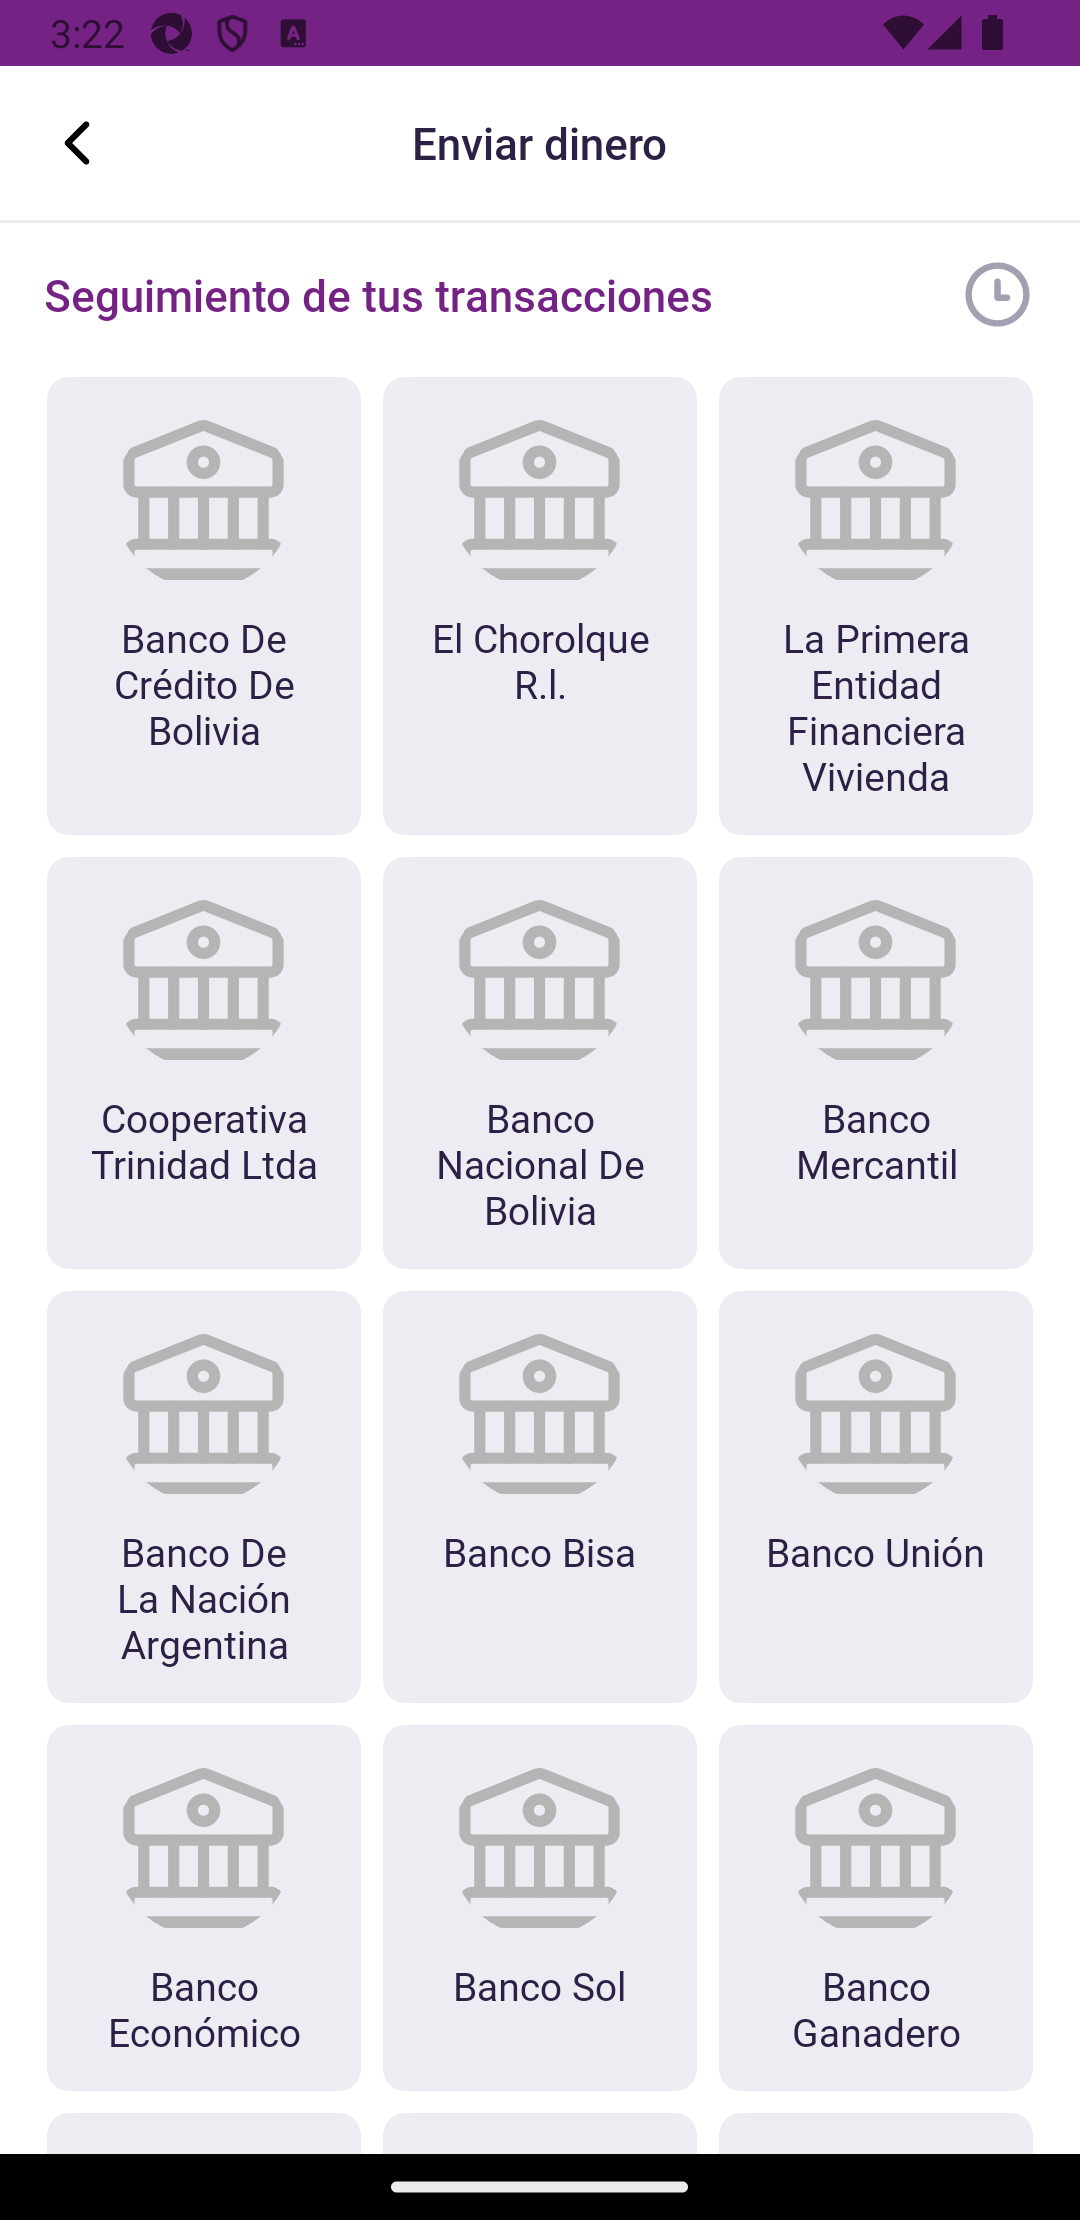 3:22
Enviar dinero
Seguimiento de tus transacciones
Banco De
Crédito De
Bolivia
El Chorolque
R.l.
La Primera
Entidad
Financiera
Vivienda
Cooperativa
Trinidad Ltda
Banco
Nacional De
Bolivia
Banco
Mercantil
Banco De
La Nación
Argentina
Banco Bisa
Banco Unión
Banco
Económico
Banco Sol
Banco
Ganadero